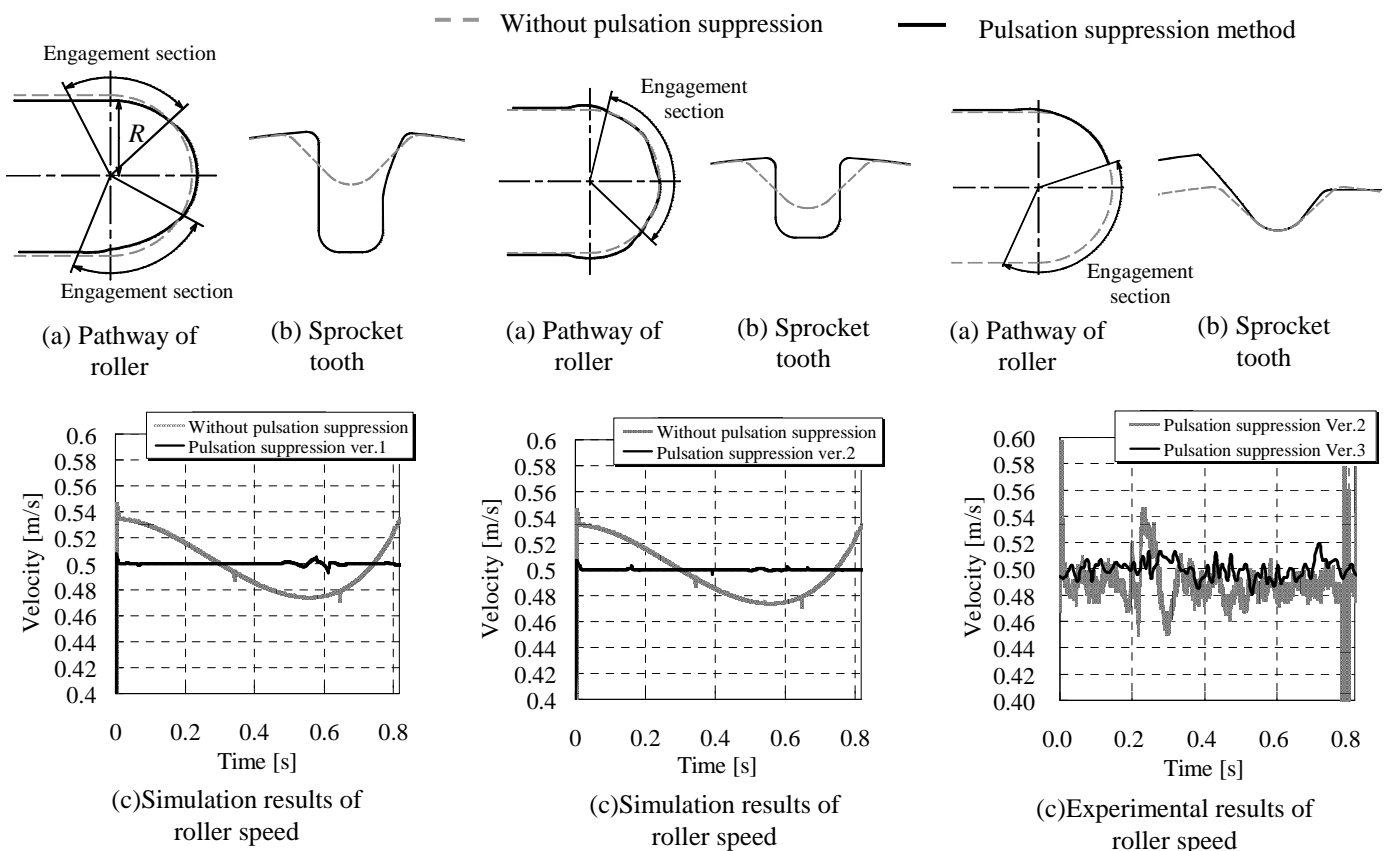 Without pulsation suppression
Pulsation suppression method
Engagement section
R
Engagement section
(a) Pathway of
roller
(b) Sprocket
tooth
Engagement
section
(a) Pathway of
roller
(b) Sprocket
tooth
Engagement
section
(a) Pathway of
roller
(b) Sprocket
tooth
Without pulsation suppression
Pulsation suppression ver.1
0.6
0.58
0.56
0.54
0.52
0.5
0.48
0.46
0.44
0.42
0.4
Velocity [m/s]
0
0.2
0.4
0.6
0.8
Time [s]
(c)Simulation results of
roller speed
Without pulsation suppression
Pulsation suppression ver.2
0.6
0.58
0.56
0.54
0.52
0.5
0.48
0.46
0.44
0.42
0.4
Velocity [m/s]
0
0.2
0.4
0.6
0.8
Time [s]
(c)Simulation results of
roller speed
Pulsation suppression Ver.2
Pulsation suppression Ver.3
0.60
0.58
0.56
0.54
0.52
0.50
0.48
0.46
0.44
0.42
0.40
Velocity [m/s]
0.0
0.2
0.4
0.6
0.8
Time [s]
(c)Experimental results of
roller speed